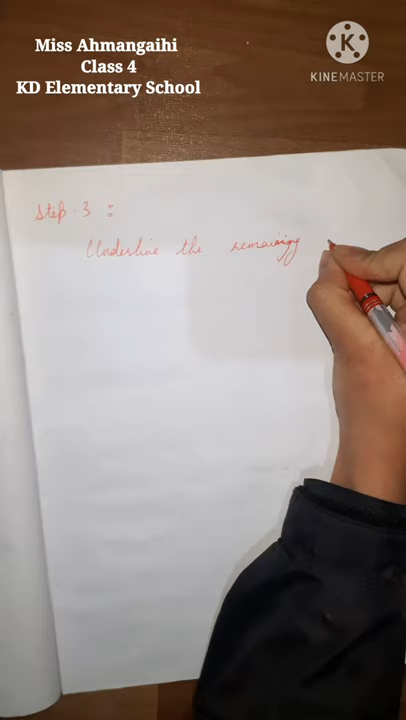 Miss Ahmangaihi
Class 4
KD Elementary School
KINEMASTER
Step-3 :
Underline the remaining